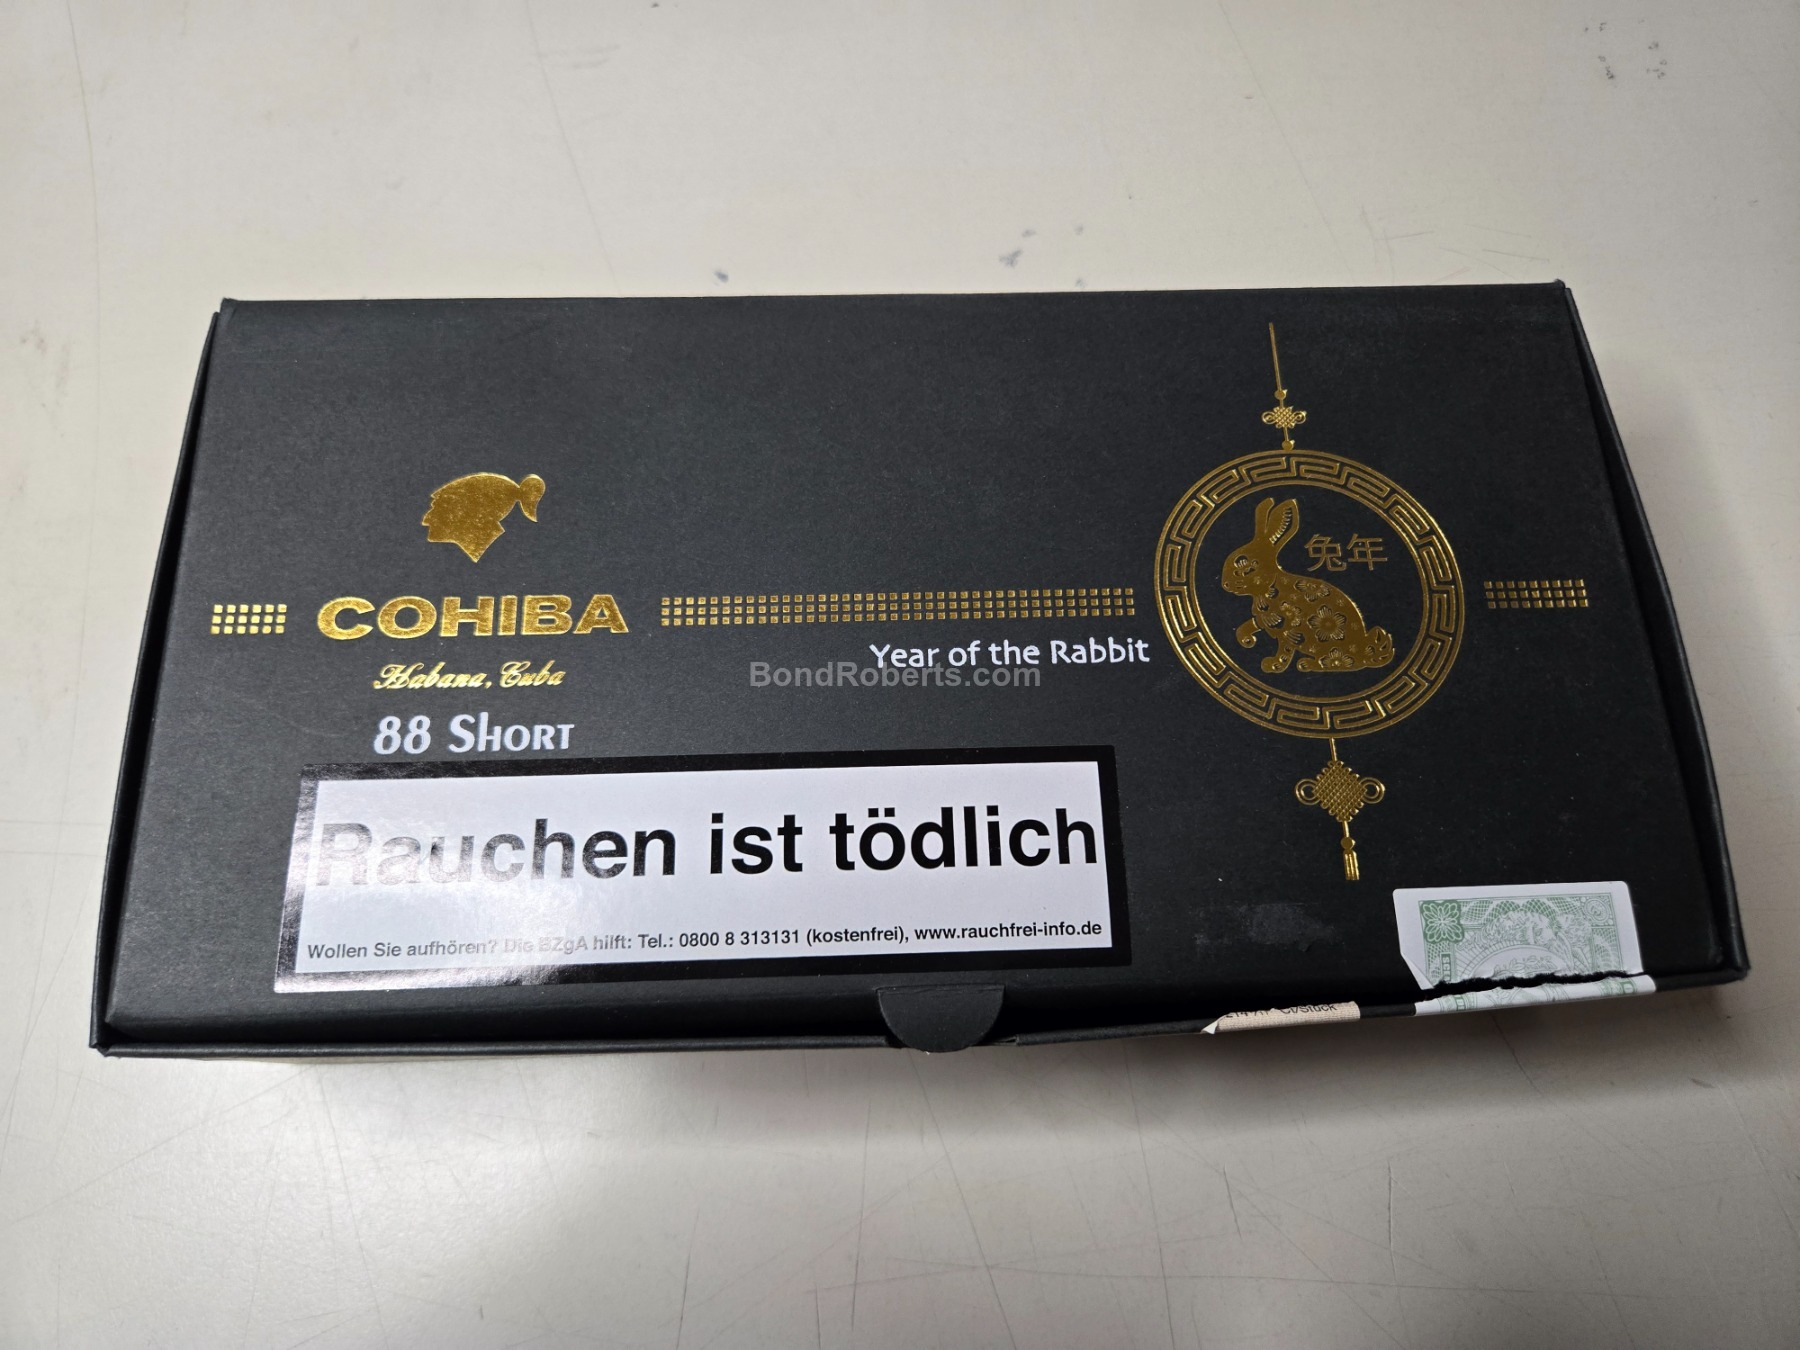 兔年
COHIBA
Habana, Cuba
Year of the Rabbit
BondRoberts.com
88 SHORT
Rauchen ist tödlich
Wollen Sie aufhören? Die BZgA hilft: Tel.: 0800 8 313131 (kostenfrei), www.rauchfrei-info.de